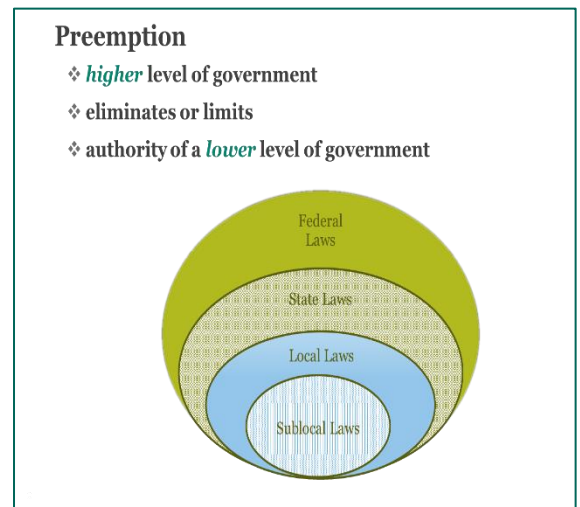 Preemption
❖ higher level of government
❖ eliminates or limits
❖ authority of a lower level of government
Federal
Laws
State Laws
Local Laws
Sublocal Laws